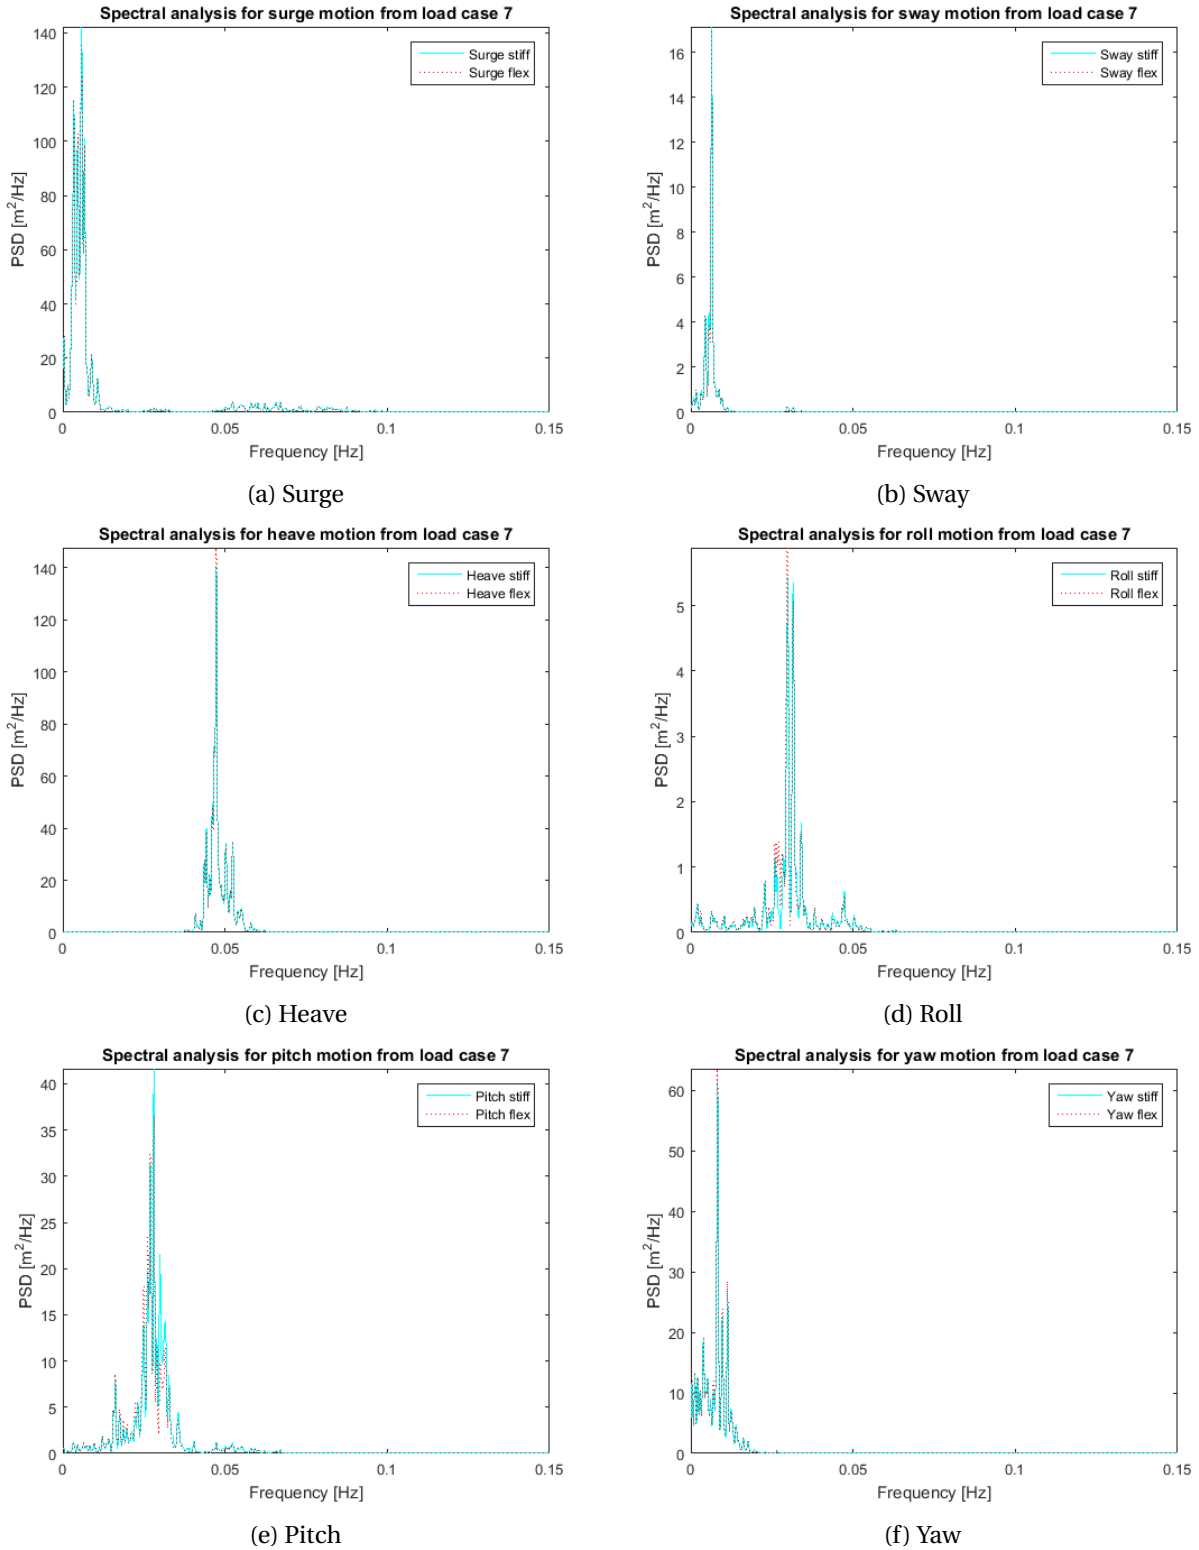 Spectral analysis for surge motion from load case 7
140
120
100
80
60
40
20
0
PSD [m²/Hz]
Surge stiff
Surge flex
0 0.05 0.1 0.15
Frequency [Hz]
(a) Surge
Spectral analysis for sway motion from load case 7
16
14
12
10
8
6
4
2
0
PSD [m²/Hz]
Sway stiff
Sway flex
0 0.05 0.1 0.15
Frequency [Hz]
(b) Sway
Spectral analysis for heave motion from load case 7
140
120
100
80
60
40
20
0
PSD [m²/Hz]
Heave stiff
Heave flex
0 0.05 0.1 0.15
Frequency [Hz]
(c) Heave
Spectral analysis for roll motion from load case 7
5
4
3
2
1
0
PSD [m²/Hz]
Roll stiff
Roll flex
0 0.05 0.1 0.15
Frequency [Hz]
(d) Roll
Spectral analysis for pitch motion from load case 7
40
35
30
25
20
15
10
5
0
PSD [m²/Hz]
Pitch stiff
Pitch flex
0 0.05 0.1 0.15
Frequency [Hz]
(e) Pitch
Spectral analysis for yaw motion from load case 7
60
50
40
30
20
10
0
PSD [m²/Hz]
Yaw stiff
Yaw flex
0 0.05 0.1 0.15
Frequency [Hz]
(f) Yaw